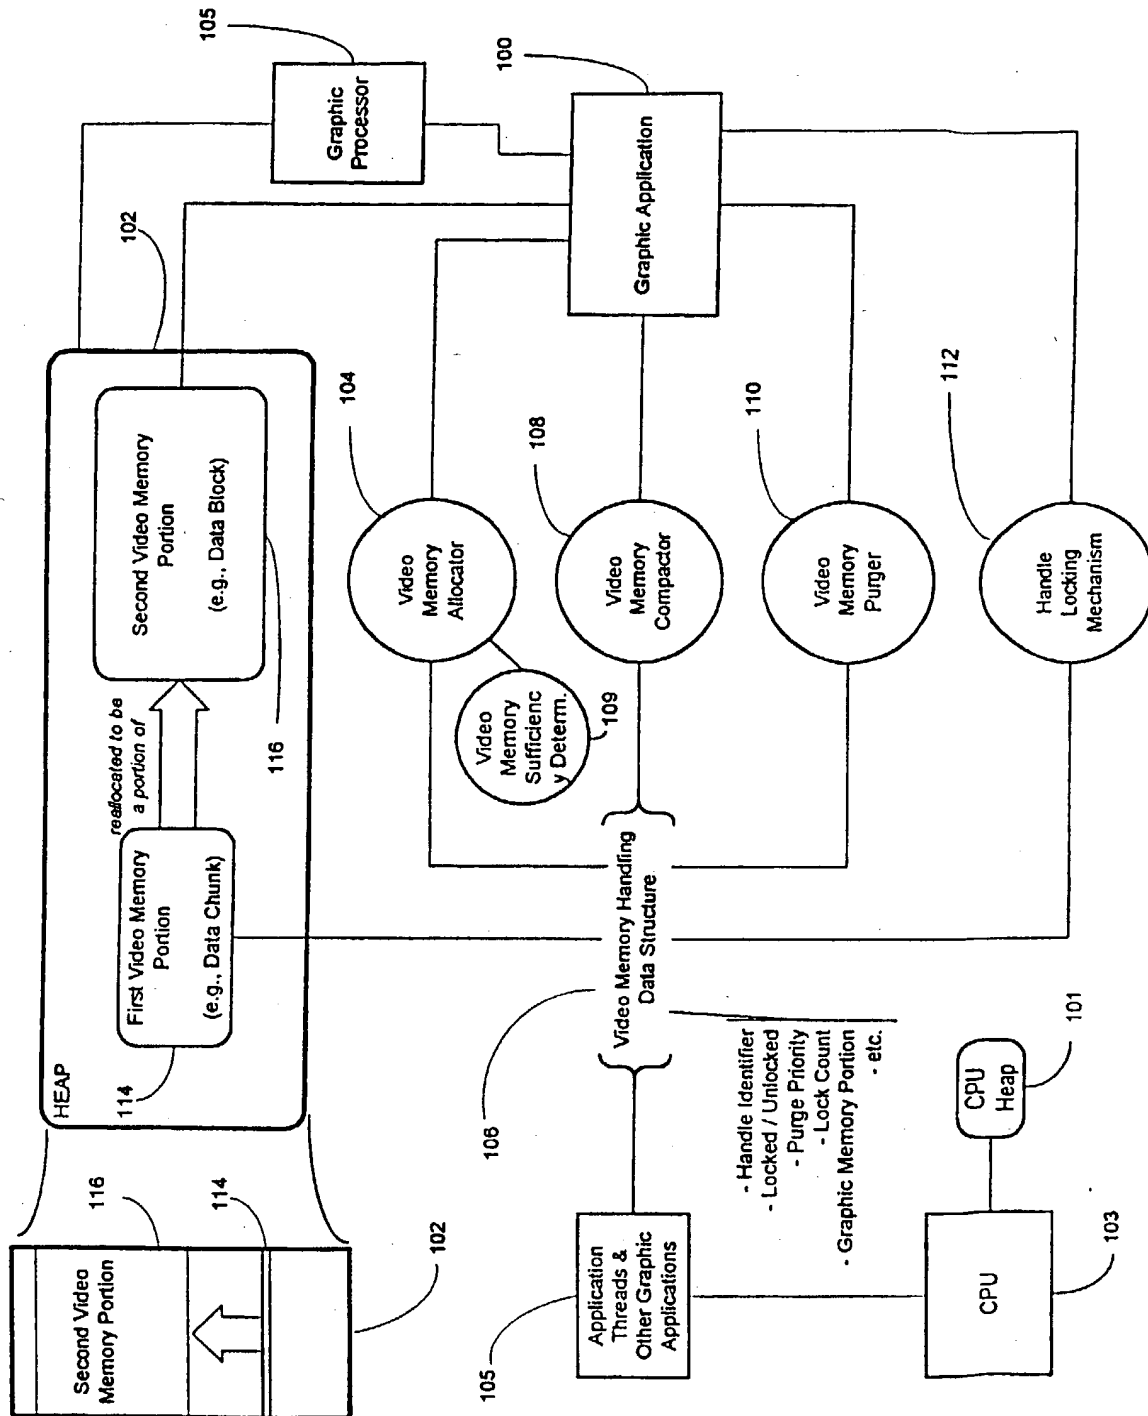 HEAP
First Video Memory
Portion
(e.g., Data Chunk)
114
reallocated to be
a portion of
Second Video Memory
Portion
(e.g., Data Block)
116
102
Graphic
Processor
105
Second Video
Memory Portion
116
114
102
Graphic Application
100
Video
Memory
Allocator
104
Video
Memory
Sufficienc
y Determ.
109
Video
Memory
Compactor
108
Video
Memory
Purger
110
Handle
Locking
Mechanism
112
Video Memory Handling
Data Structure
106
- Handle Identifier
- Locked / Unlocked
- Purge Priority
- Lock Count
- Graphic Memory Portion
- etc.
Application
Threads &
Other Graphic
Applications
105
CPU
103
CPU
Heap
101